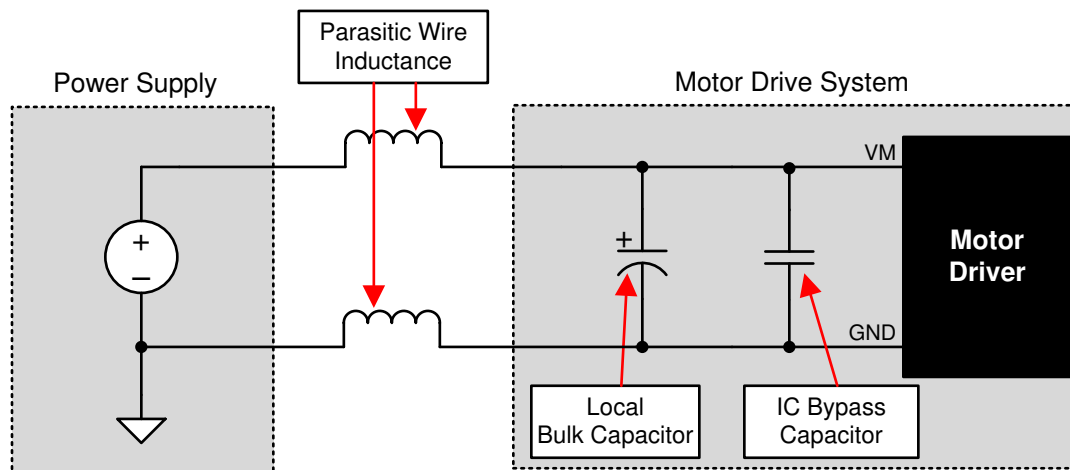 Parasitic Wire
Inductance
Power Supply
Motor Drive System
VM
+
–
+
Motor
Driver
GND
Local
Bulk Capacitor
IC Bypass
Capacitor